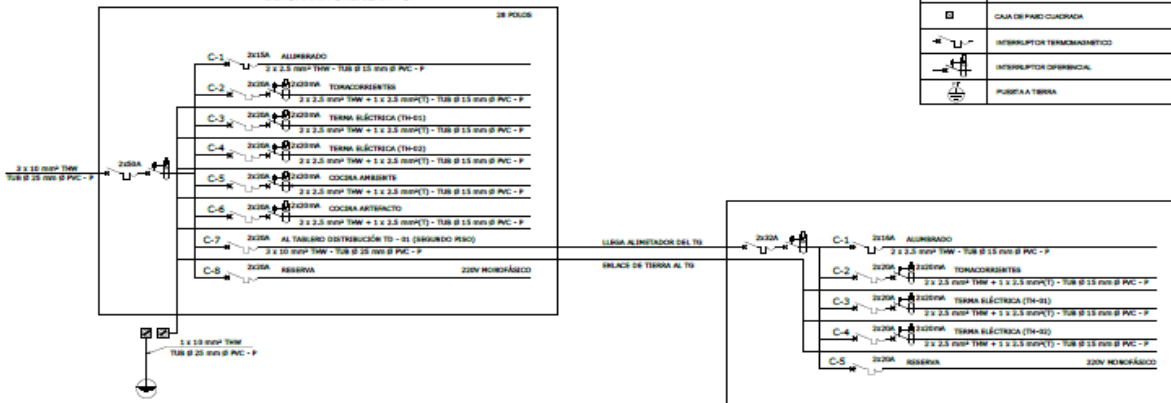 28 POLOS
CAJA DE PASO CUADRADA
INTERRUPTOR TERMOMAGNETICO
INTERRUPTOR DIFERENCIAL
PUESTA A TIERRA
C-1 2x15A ALUMBRADO
2 x 2.5 mm² THW - TUB Ø 15 mm Ø PVC - P
C-2 2x20A 2x20mA TOMACORRIENTES
2 x 2.5 mm² THW + 1 x 2.5 mm²(T) - TUB Ø 15 mm Ø PVC - P
C-3 2x20A 2x20mA TERMA ELÉCTRICA (TH-01)
2 x 2.5 mm² THW + 1 x 2.5 mm²(T) - TUB Ø 15 mm Ø PVC - P
C-4 2x20A 2x20mA TERMA ELÉCTRICA (TH-02)
2 x 2.5 mm² THW + 1 x 2.5 mm²(T) - TUB Ø 15 mm Ø PVC - P
3 x 10 mm² THW
TUB Ø 25 mm Ø PVC - P
2x50A
C-5 2x20A 2x20mA COCINA AMBIENTE
2 x 2.5 mm² THW + 1 x 2.5 mm²(T) - TUB Ø 15 mm Ø PVC - P
C-6 2x20A 2x20mA COCINA ARTEFACTO
2 x 2.5 mm² THW + 1 x 2.5 mm²(T) - TUB Ø 15 mm Ø PVC - P
C-7 2x20A AL TABLERO DISTRIBUCIÓN TD - 01 (SEGUNDO PISO)
3 x 10 mm² THW - TUB Ø 25 mm Ø PVC - P
C-8 2x20A RESERVA 220V MONOFÁSICO
1 x 10 mm² THW
TUB Ø 25 mm Ø PVC - P
LLEGA ALIMETADOR DEL TG
ENLACE DE TIERRA AL TG
2x32A
C-1 2x16A ALUMBRADO
2 x 2.5 mm² THW - TUB Ø 15 mm Ø PVC - P
C-2 2x20A 2x20mA TOMACORRIENTES
2 x 2.5 mm² THW + 1 x 2.5 mm²(T) - TUB Ø 15 mm Ø PVC - P
C-3 2x20A 2x20mA TERMA ELÉCTRICA (TH-01)
2 x 2.5 mm² THW + 1 x 2.5 mm²(T) - TUB Ø 15 mm Ø PVC - P
C-4 2x20A 2x20mA TERMA ELÉCTRICA (TH-02)
2 x 2.5 mm² THW + 1 x 2.5 mm²(T) - TUB Ø 15 mm Ø PVC - P
C-5 2x20A RESERVA 220V MONOFÁSICO